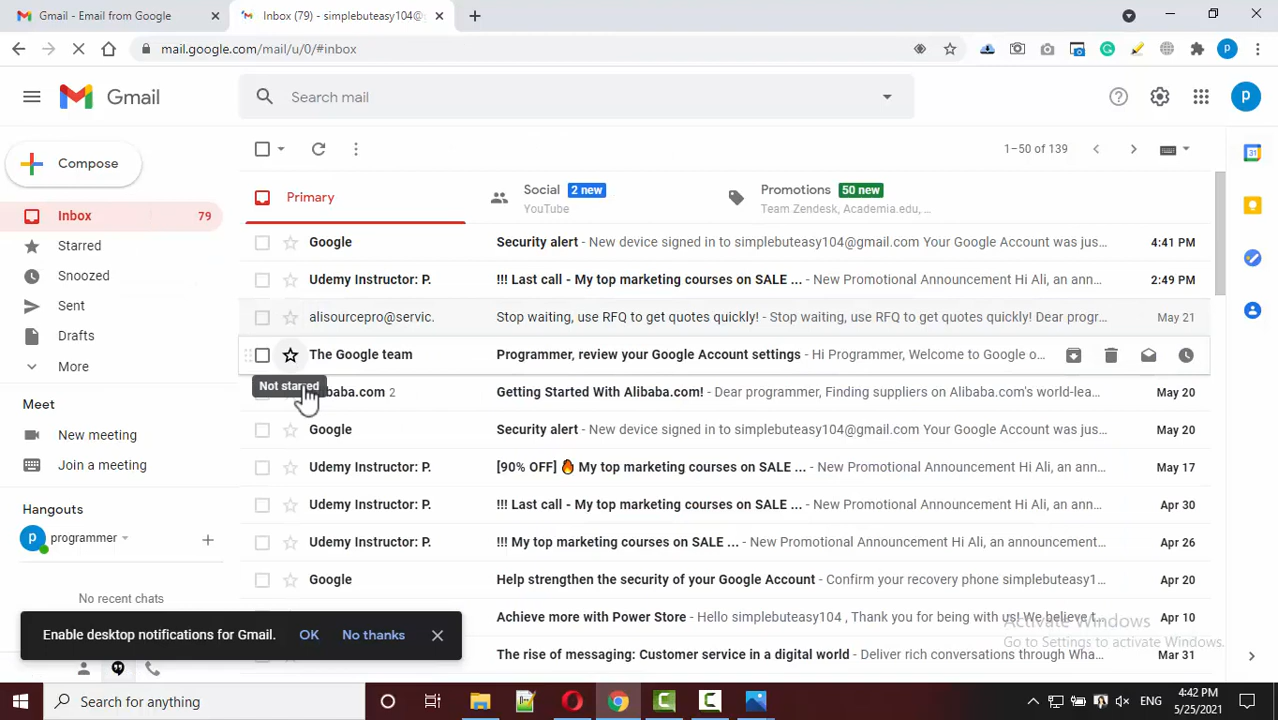 Gmail - Email from Google
Inbox (79) - simplebuteasy104@g
mail.google.com/mail/u/0/#inbox
p
Gmail
Search mail
p
Compose
1–50 of 139
31
Primary
Social 2 new
YouTube
Promotions 50 new
Team Zendesk, Academia.edu, ...
Inbox 79
Starred
Snoozed
Sent
Drafts
More
Google Security alert - New device signed in to simplebuteasy104@gmail.com Your Google Account was jus... 4:41 PM
Udemy Instructor: P. !!! Last call - My top marketing courses on SALE ... - New Promotional Announcement Hi Ali, an ann... 2:49 PM
alisourcepro@servic. Stop waiting, use RFQ to get quotes quickly! - Stop waiting, use RFQ to get quotes quickly! Dear progr... May 21
The Google team Programmer, review your Google Account settings - Hi Programmer, Welcome to Google o...
Not starred
baba.com 2 Getting Started With Alibaba.com! - Dear programmer, Finding suppliers on Alibaba.com's world-lea... May 20
Google Security alert - New device signed in to simplebuteasy104@gmail.com Your Google Account was jus... May 20
Udemy Instructor: P. [90% OFF] 🔥 My top marketing courses on SALE ... - New Promotional Announcement Hi Ali, an ann... May 17
Udemy Instructor: P. !!! Last call - My top marketing courses on SALE ... - New Promotional Announcement Hi Ali, an ann... Apr 30
Udemy Instructor: P. !!! My top marketing courses on SALE ... - New Promotional Announcement Hi Ali, an announcement... Apr 26
Google Help strengthen the security of your Google Account - Confirm your recovery phone simplebuteasy1... Apr 20
Achieve more with Power Store - Hello simplebuteasy104 , Thank you for being with us! We believe t... Apr 10
The rise of messaging: Customer service in a digital world - Deliver rich conversations through Wha... Mar 31
Meet
New meeting
Join a meeting
Hangouts
p programmer
No recent chats
Enable desktop notifications for Gmail. OK No thanks
Activate Windows
Go to Settings to activate Windows.
Search for anything
ENG
4:42 PM
5/25/2021